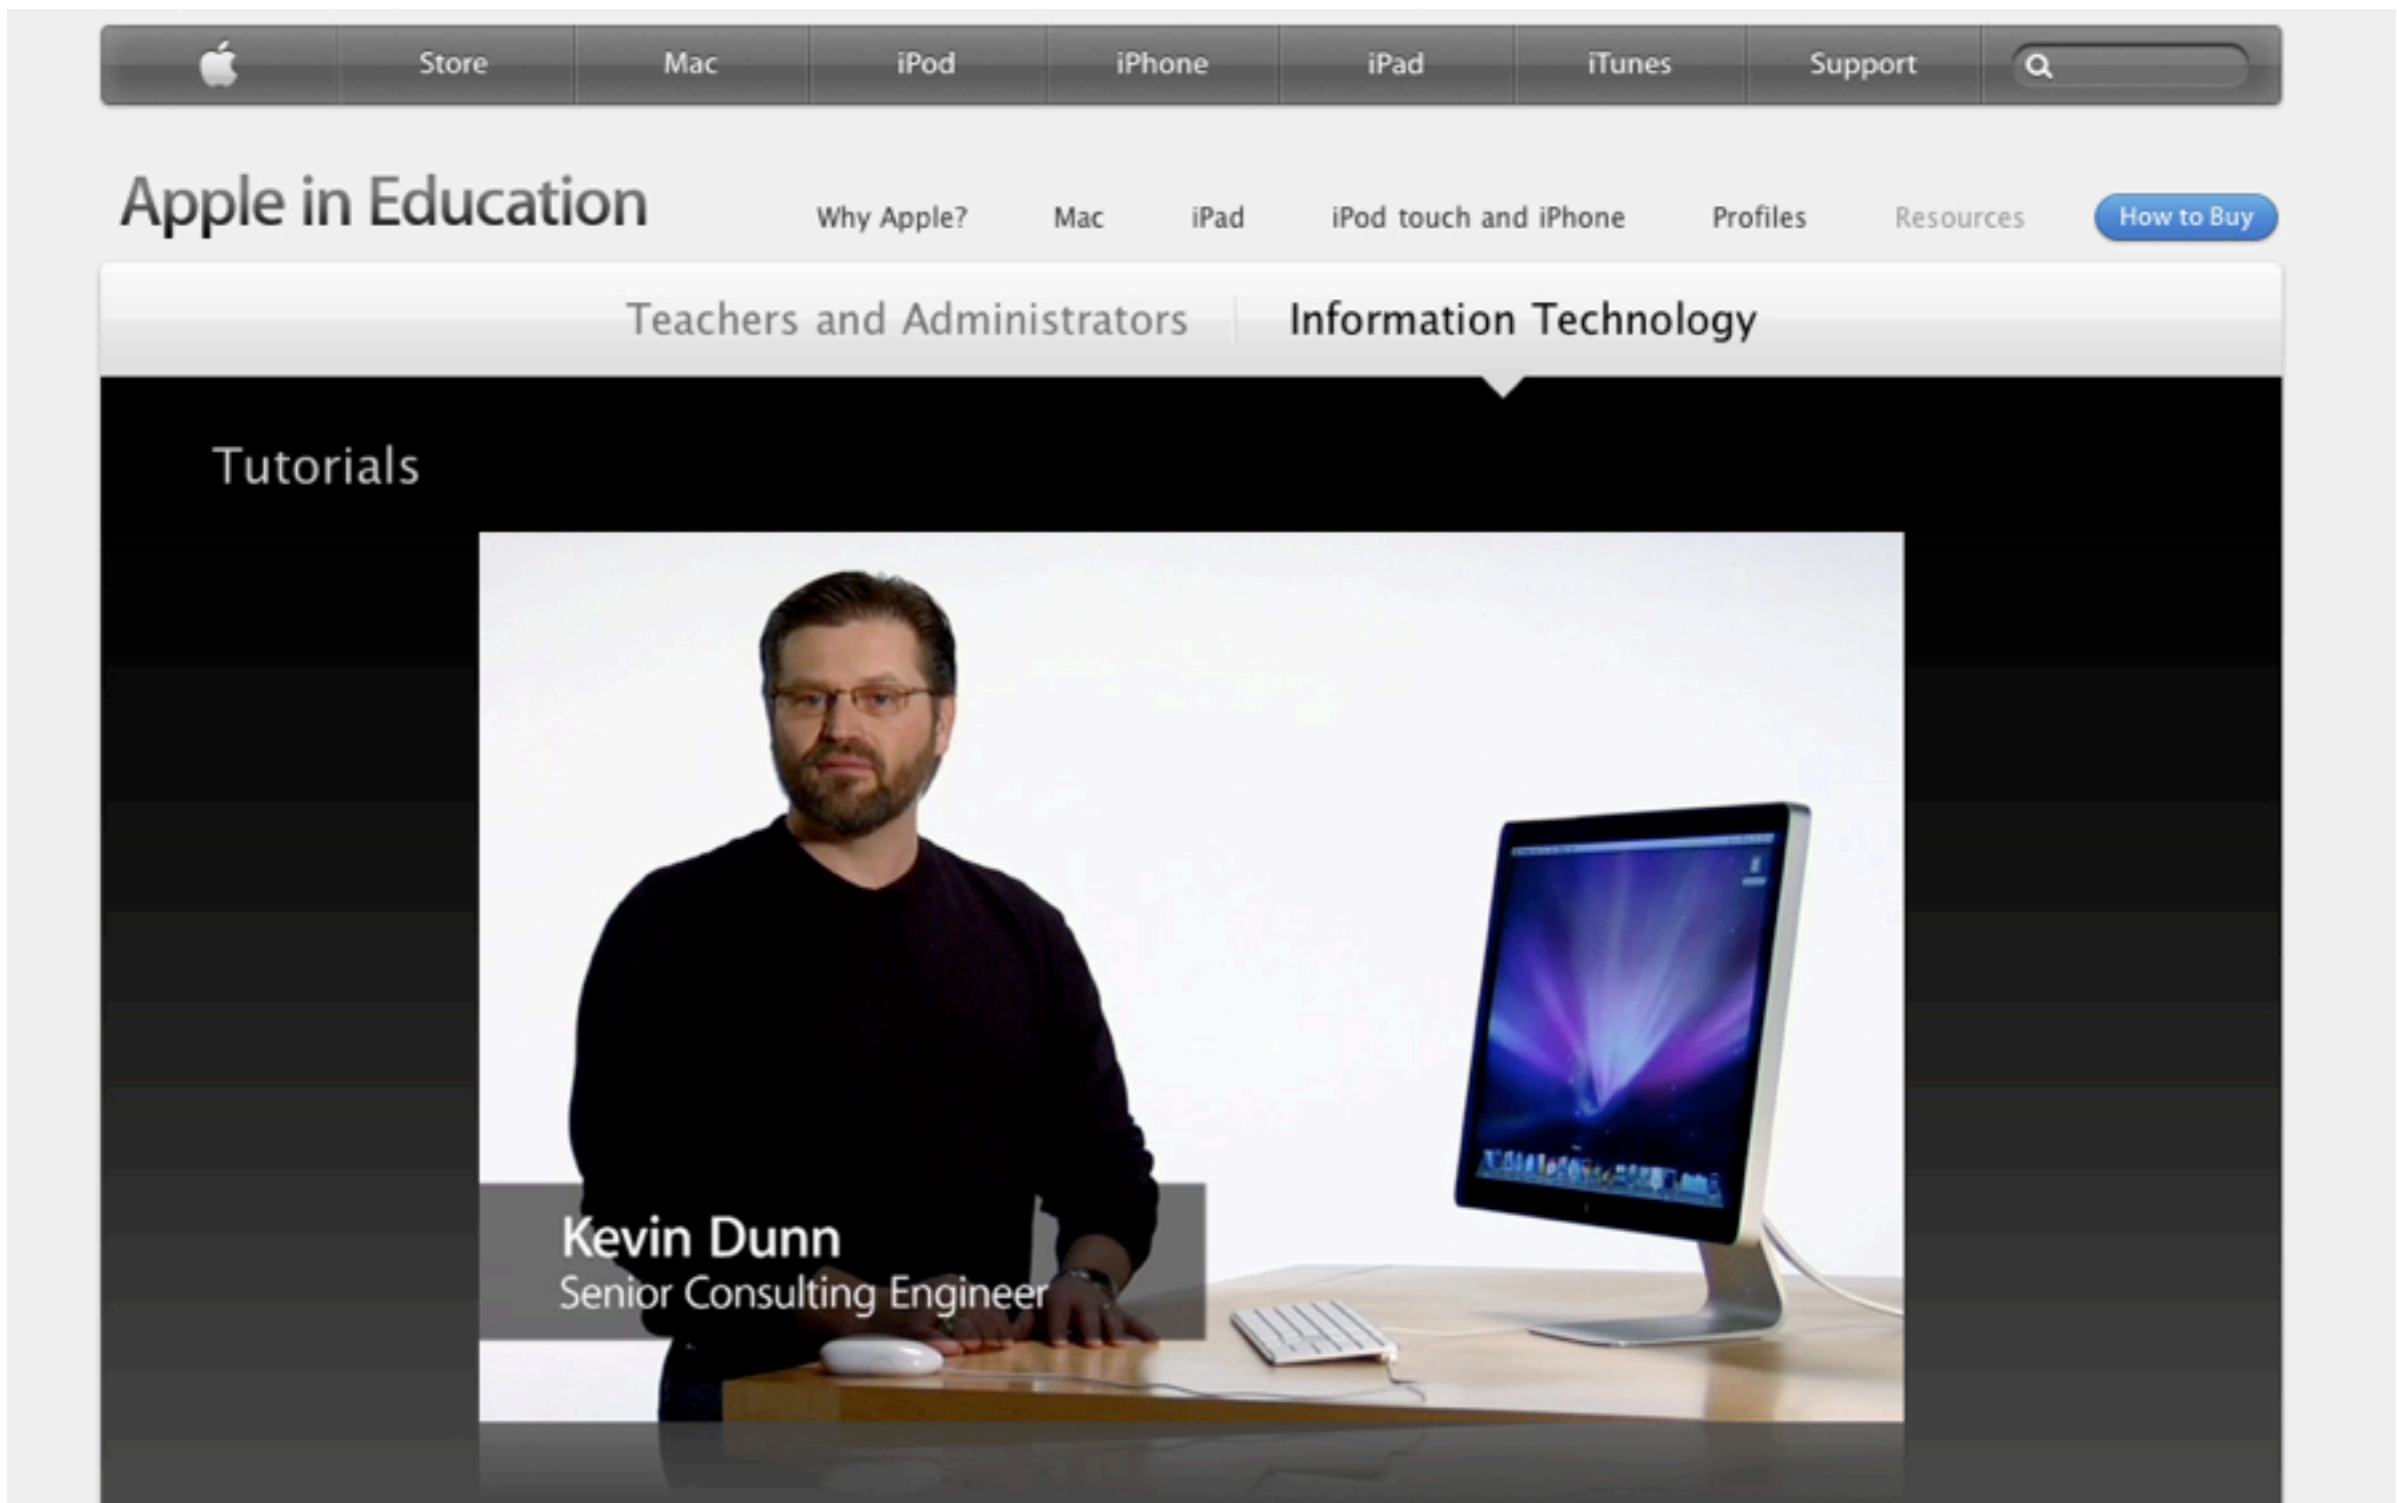 Store Mac iPod iPhone iPad iTunes Support
Apple in Education
Why Apple? Mac iPad iPod touch and iPhone Profiles Resources How to Buy
Teachers and Administrators Information Technology
Tutorials
Kevin Dunn
Senior Consulting Engineer